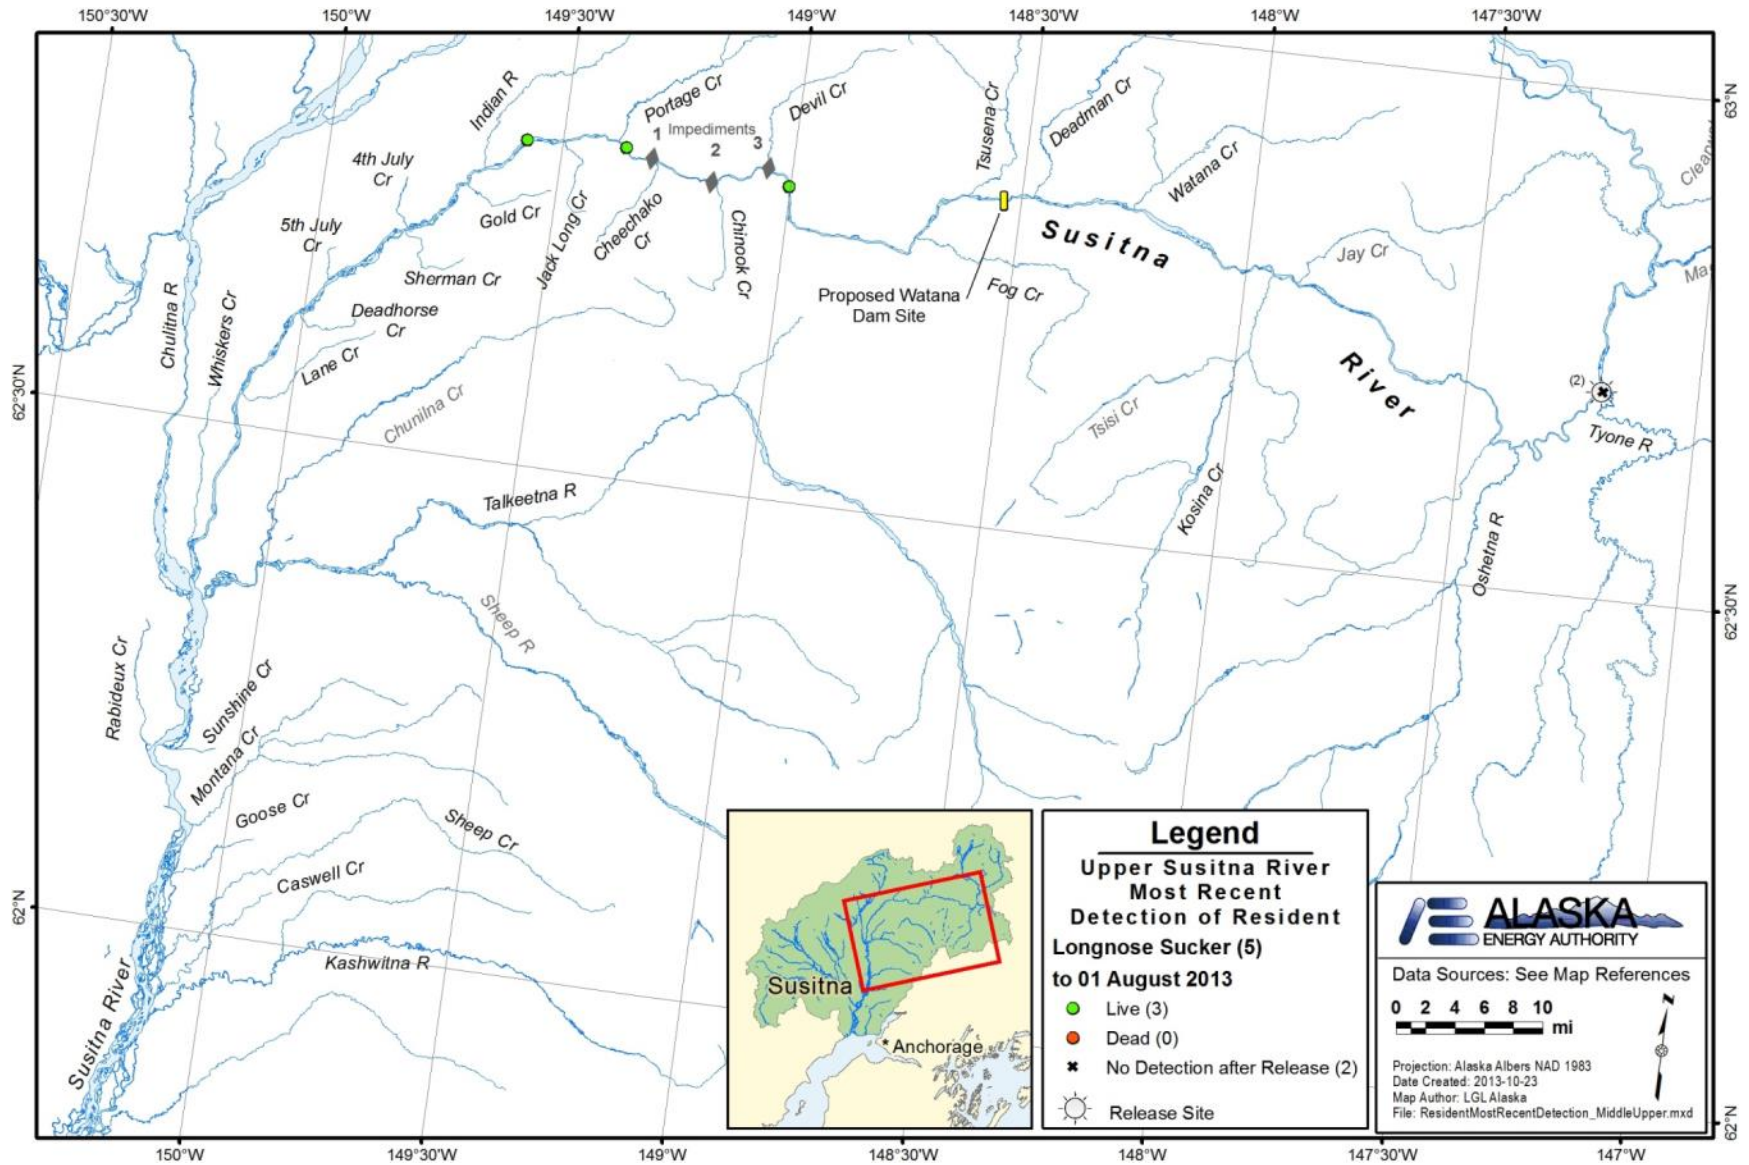 150°30'W 150°W 149°30'W 149°W 148°30'W 148°W 147°30'W
63°N
62°30'N
62°30'N
62°N
62°N
Indian R
Portage Cr
Devil Cr
Tsusena Cr
Deadman Cr
Watana Cr
1 Impediments
2
3
4th July
Cr
5th July
Cr
Gold Cr
Jack Long Cr
Cheechako
Cr
Chinook Cr
Sherman Cr
Susitna
River
Jay Cr
Fog Cr
Proposed Watana
Dam Site
Chulitna R
Whiskers Cr
Deadhorse
Cr
Lane Cr
Chunilna Cr
Tsisi Cr
Kosina Cr
(2)
Tyone R
Oshetna R
Talkeetna R
Sheep R
Rabideux Cr
Sunshine Cr
Montana Cr
Goose Cr
Sheep Cr
Caswell Cr
Kashwitna R
Susitna River
Susitna
Anchorage
Legend
Upper Susitna River
Most Recent
Detection of Resident
Longnose Sucker (5)
to 01 August 2013
Live (3)
Dead (0)
No Detection after Release (2)
Release Site
ALASKA
ENERGY AUTHORITY
Data Sources: See Map References
0 2 4 6 8 10
mi
N
Projection: Alaska Albers NAD 1983
Date Created: 2013-10-23
Map Author: LGL Alaska
File: ResidentMostRecentDetection_MiddleUpper.mxd
150°W 149°30'W 149°W 148°30'W 148°W 147°30'W 147°W